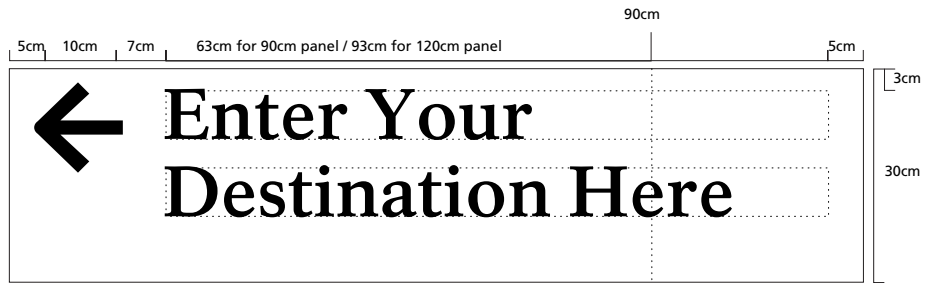 90cm
5cm 10cm 7cm 63cm for 90cm panel / 93cm for 120cm panel 5cm
3cm
Enter Your
30cm
Destination Here